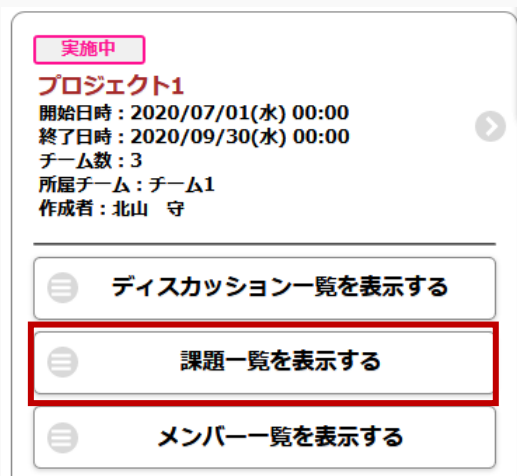 実施中
プロジェクト1
開始日時：2020/07/01(水) 00:00
終了日時：2020/09/30(水) 00:00
チーム数：3
所属チーム：チーム1
作成者：北山　守
ディスカッション一覧を表示する
課題一覧を表示する
メンバー一覧を表示する